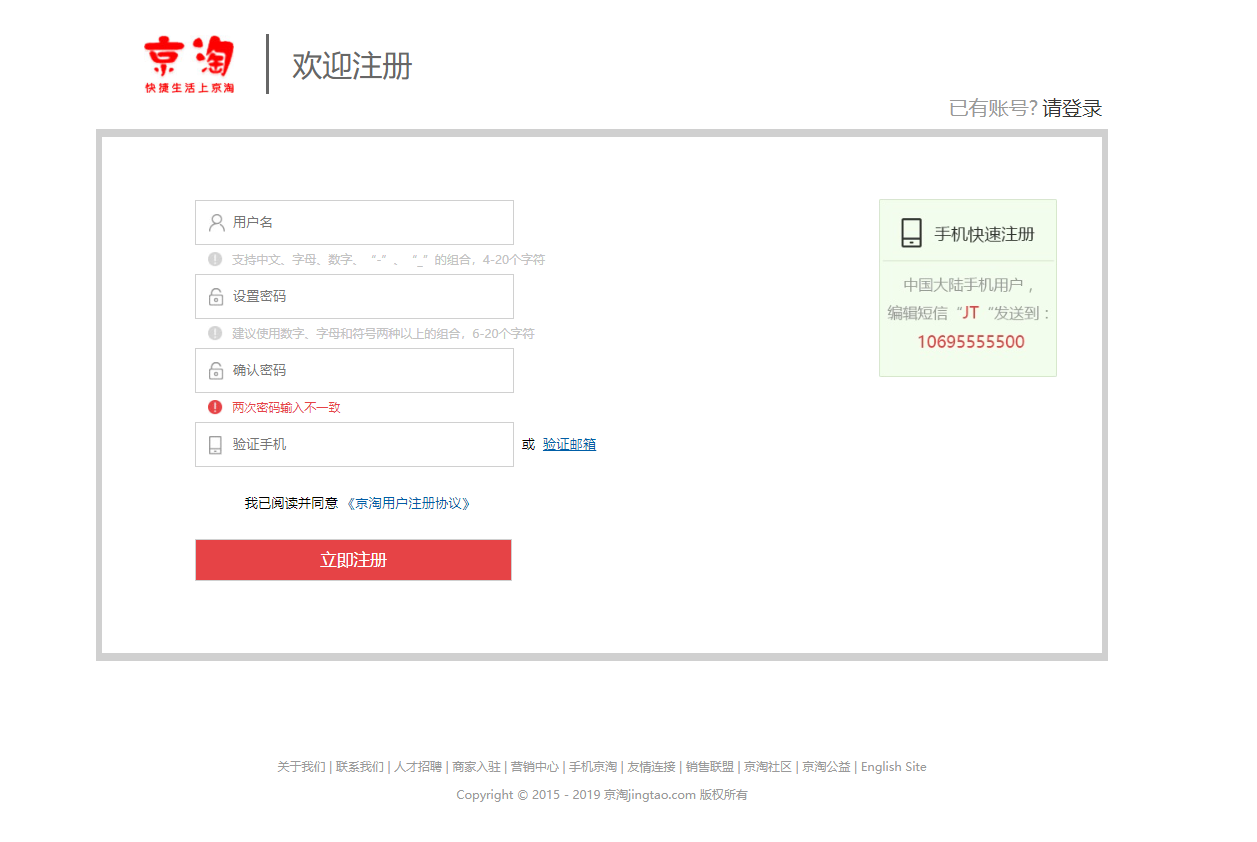 京淘
快捷生活上京淘
欢迎注册
已有账号? 请登录
用户名
支持中文、字母、数字、“-”、“_”的组合，4-20个字符
设置密码
建议使用数字、字母和符号两种以上的组合，6-20个字符
确认密码
两次密码输入不一致
验证手机 或 验证邮箱
我已阅读并同意《京淘用户注册协议》
立即注册
手机快速注册
中国大陆手机用户，
编辑短信“JT“发送到：
10695555500
关于我们 | 联系我们 | 人才招聘 | 商家入驻 | 营销中心 | 手机京淘 | 友情连接 | 销售联盟 | 京淘社区 | 京淘公益 | English Site
Copyright © 2015 - 2019 京淘jingtao.com 版权所有